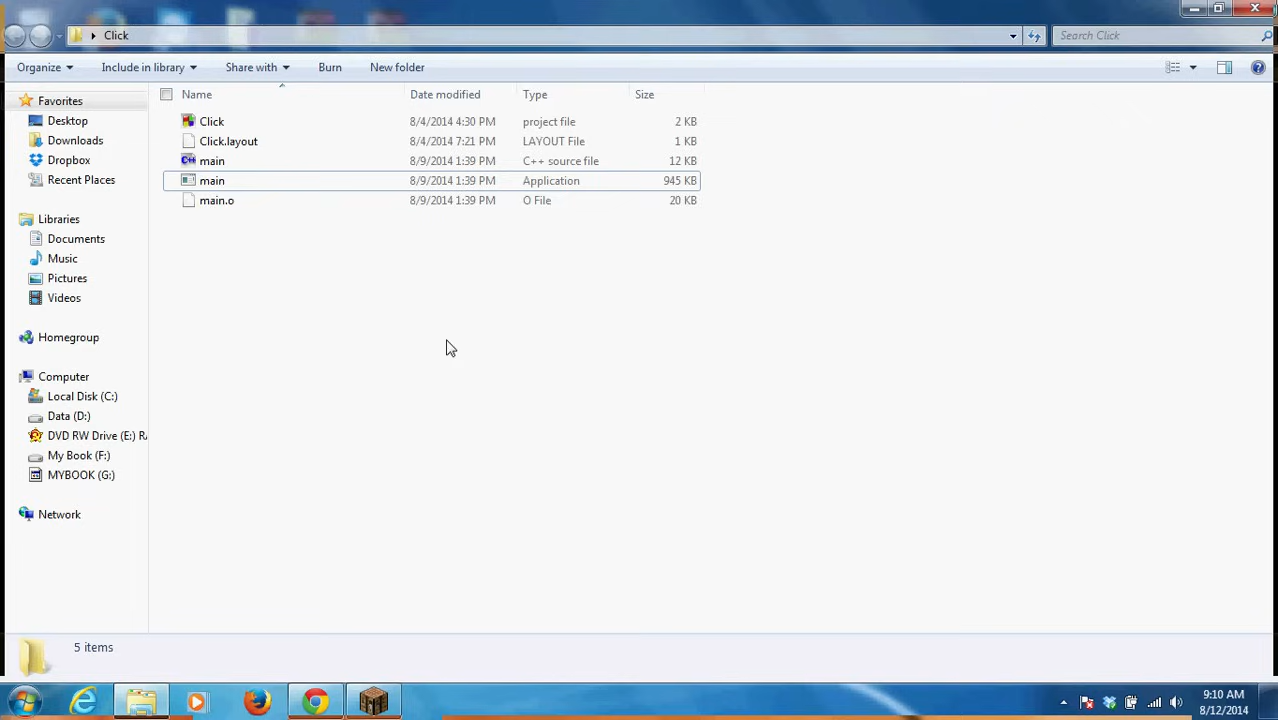 Click
Search Click
Organize Include in library Share with Burn New folder
Name Date modified Type Size
Favorites
Desktop
Downloads
Dropbox
Recent Places
Libraries
Documents
Music
Pictures
Videos
Homegroup
Computer
Local Disk (C:)
Data (D:)
DVD RW Drive (E:) R
My Book (F:)
MYBOOK (G:)
Network
Click 8/4/2014 4:30 PM project file 2 KB
Click.layout 8/4/2014 7:21 PM LAYOUT File 1 KB
C++ main 8/9/2014 1:39 PM C++ source file 12 KB
main 8/9/2014 1:39 PM Application 945 KB
main.o 8/9/2014 1:39 PM O File 20 KB
5 items
9:10 AM
8/12/2014